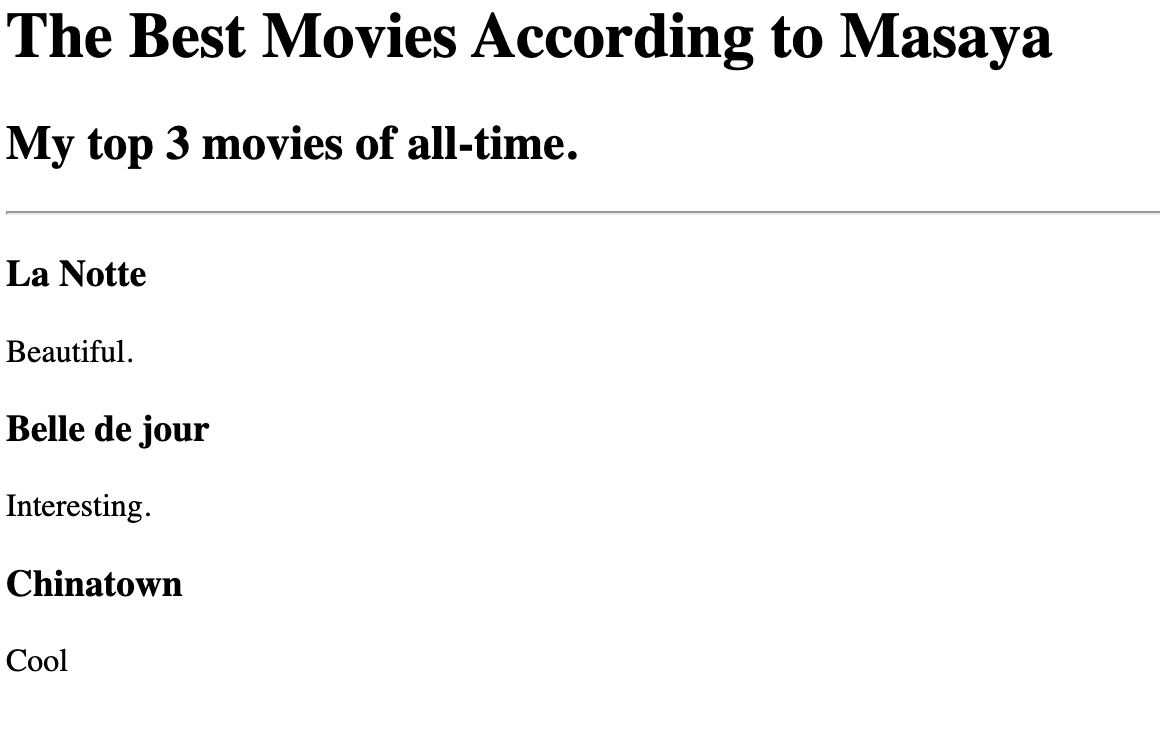 The Best Movies According to Masaya
My top 3 movies of all-time.
La Notte
Beautiful.
Belle de jour
Interesting.
Chinatown
Cool